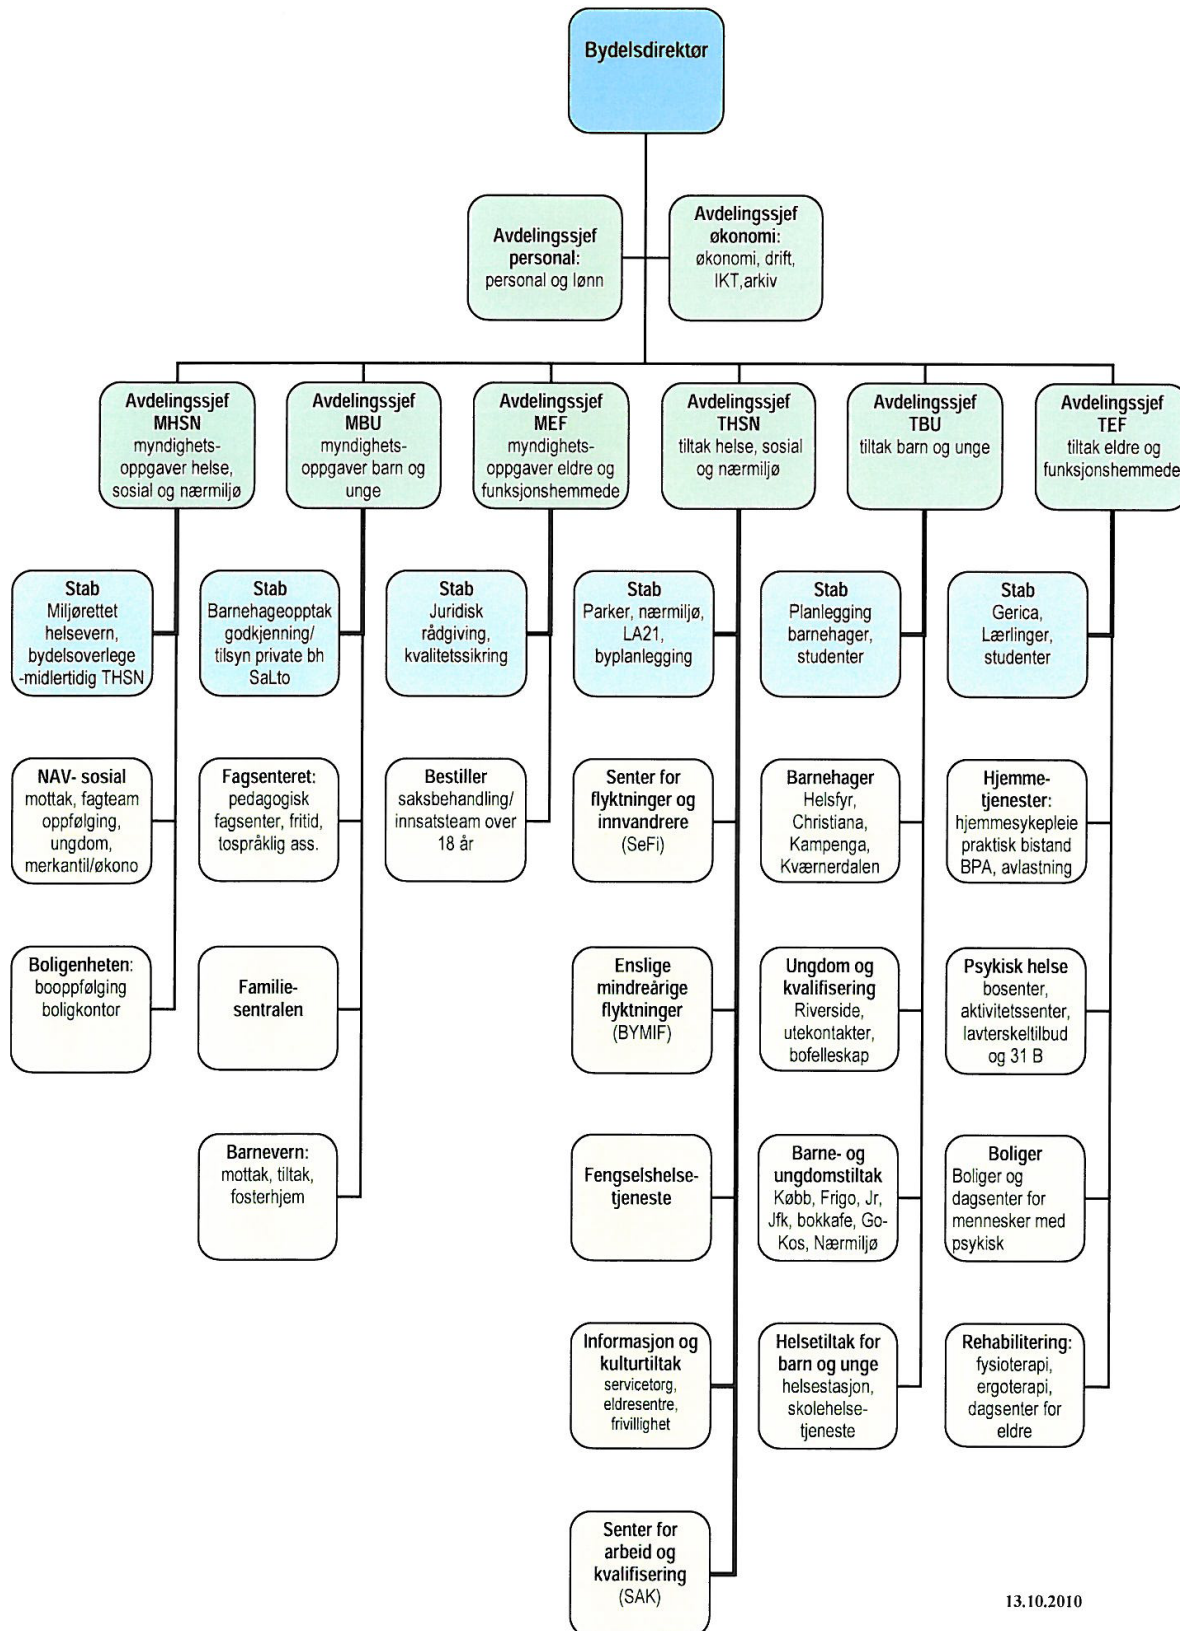 Bydelsdirektør
Avdelingssjef
personal:
personal og lønn
Avdelingssjef
økonomi:
økonomi, drift,
IKT,arkiv
Avdelingssjef
MHSN
myndighets-
oppgaver helse,
sosial og nærmiljø
Avdelingssjef
MBU
myndighets-
oppgaver barn og
unge
Avdelingssjef
MEF
myndighets-
oppgaver eldre og
funksjonshemmede
Avdelingssjef
THSN
tiltak helse, sosial
og nærmiljø
Avdelingssjef
TBU
tiltak barn og unge
Avdelingssjef
TEF
tiltak eldre og
funksjonshemmede
Stab
Miljørettet
helsevern,
bydelsoverlege
-midlertidig THSN
Stab
Barnehageopptak
godkjenning/
tilsyn private bh
SaLto
Stab
Juridisk
rådgiving,
kvalitetssikring
Stab
Parker, nærmiljø,
LA21,
byplanlegging
Stab
Planlegging
barnehager,
studenter
Stab
Gerica,
Lærlinger,
studenter
NAV- sosial
mottak, fagteam
oppfølging,
ungdom,
merkantil/økono
Fagsenteret:
pedagogisk
fagsenter, fritid,
tospråklig ass.
Bestiller
saksbehandling/
innsatsteam over
18 år
Senter for
flyktninger og
innvandrere
(SeFi)
Barnehager
Helsfyr,
Christiana,
Kampenga,
Kværnerdalen
Hjemme-
tjenester:
hjemmesykepleie
praktisk bistand
BPA, avlastning
Boligenheten:
booppfølging
boligkontor
Familie-
sentralen
Enslige
mindreårige
flyktninger
(BYMIF)
Ungdom og
kvalifisering
Riverside,
utekontakter,
bofelleskap
Psykisk helse
bosenter,
aktivitetssenter,
lavterskeltilbud
og 31 B
Barnevern:
mottak, tiltak,
fosterhjem
Fengselshelse-
tjeneste
Barne- og
ungdomstiltak
Købb, Frigo, Jr,
Jfk, bokkafe, Go-
Kos, Nærmiljø
Boliger
Boliger og
dagsenter for
mennesker med
psykisk
Informasjon og
kulturtiltak
servicetorg,
eldresentre,
frivillighet
Helsetiltak for
barn og unge
helsestasjon,
skolehelse-
tjeneste
Rehabilitering:
fysioterapi,
ergoterapi,
dagsenter for
eldre
Senter for
arbeid og
kvalifisering
(SAK)
13.10.2010